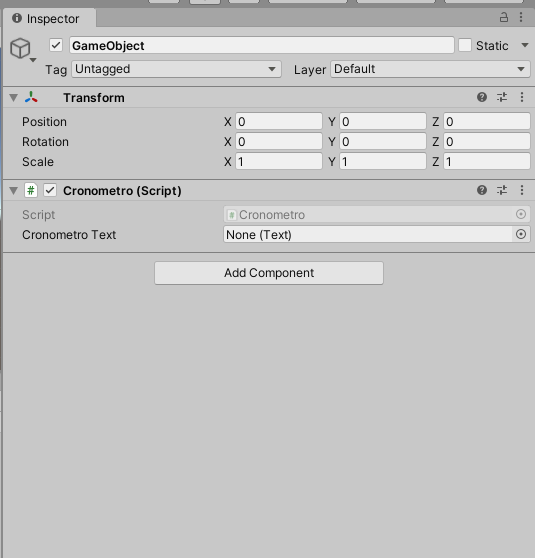 Inspector
GameObject Static
Tag Untagged Layer Default
Transform
Position X 0 Y 0 Z 0
Rotation X 0 Y 0 Z 0
Scale X 1 Y 1 Z 1
# Cronometro (Script)
Script # Cronometro
Cronometro Text None (Text)
Add Component